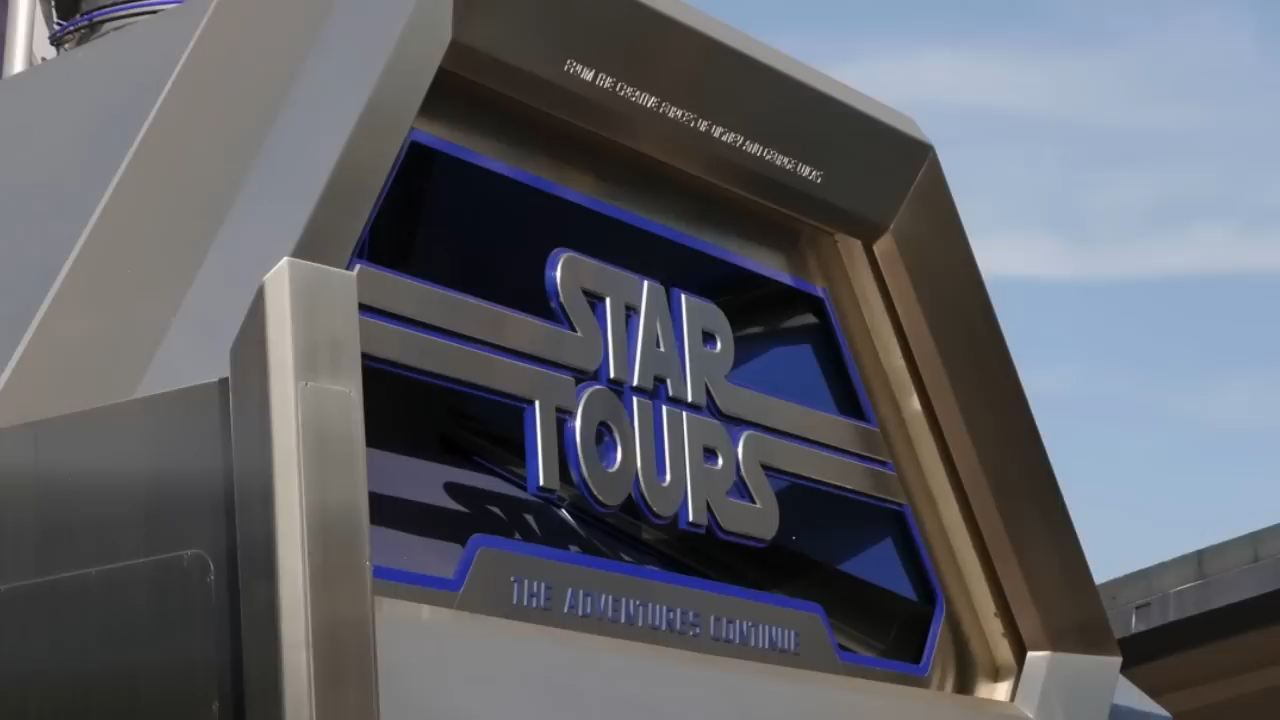 FROM THE CREATIVE FORCES OF DISNEY AND GEORGE LUCAS
STAR
TOURS
THE ADVENTURES CONTINUE